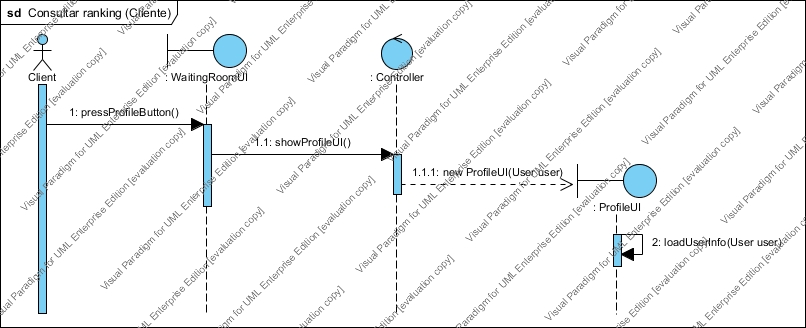 sd Consultar ranking (Cliente)
Client
: WaitingRoomUI
: Controller
1: pressProfileButton()
1.1: showProfileUI()
1.1.1: new ProfileUI(User user)
: ProfileUI
2: loadUserInfo(User user)
Visual Paradigm for UML Enterprise Edition [evaluation copy]